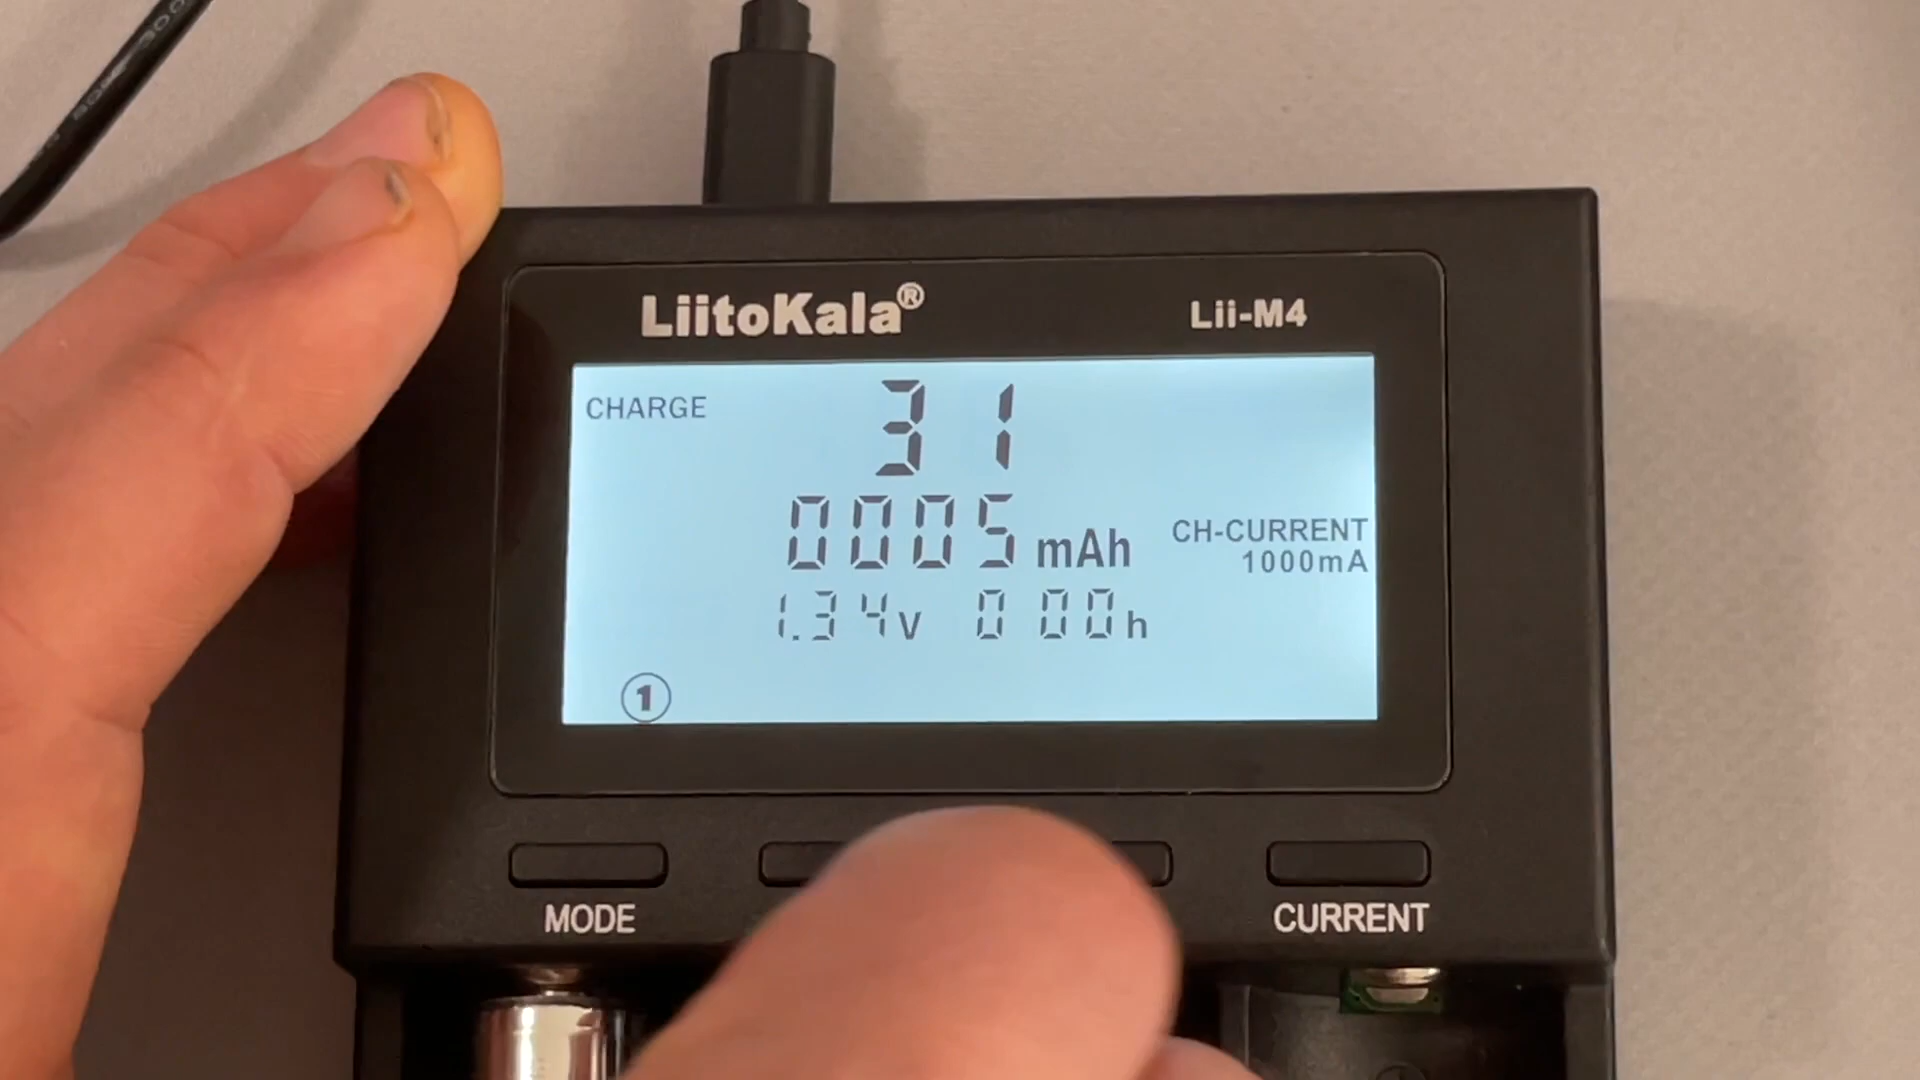 LiitoKala®
Lii-M4
CHARGE
31
0005 mAh
CH-CURRENT
1000mA
1.34v 0 00h
1
MODE
CURRENT